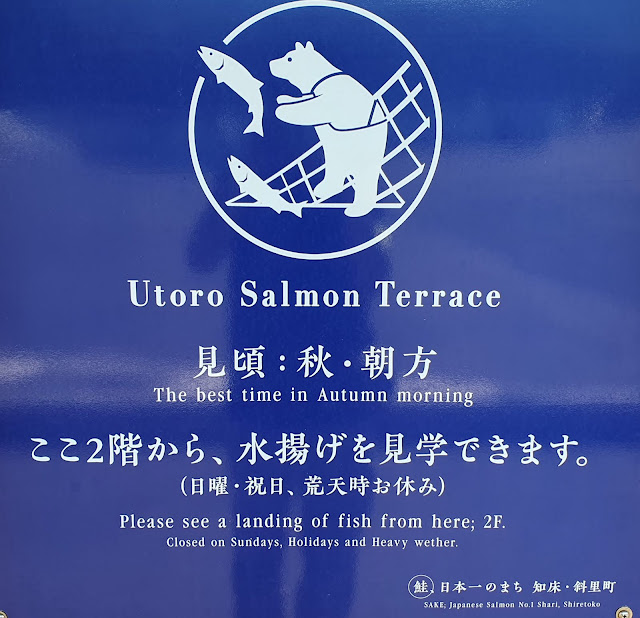 Utoro Salmon Terrace
見頃：秋・朝方
The best time in Autumn morning
ここ2階から、水揚げを見学できます。
(日曜・祝日、荒天時お休み)
Please see a landing of fish from here; 2F.
Closed on Sundays, Holidays and Heavy wether.
鮭、日本一のまち 知床・斜里町
SAKE; Japanese Salmon No.1 Shari, Shiretoko